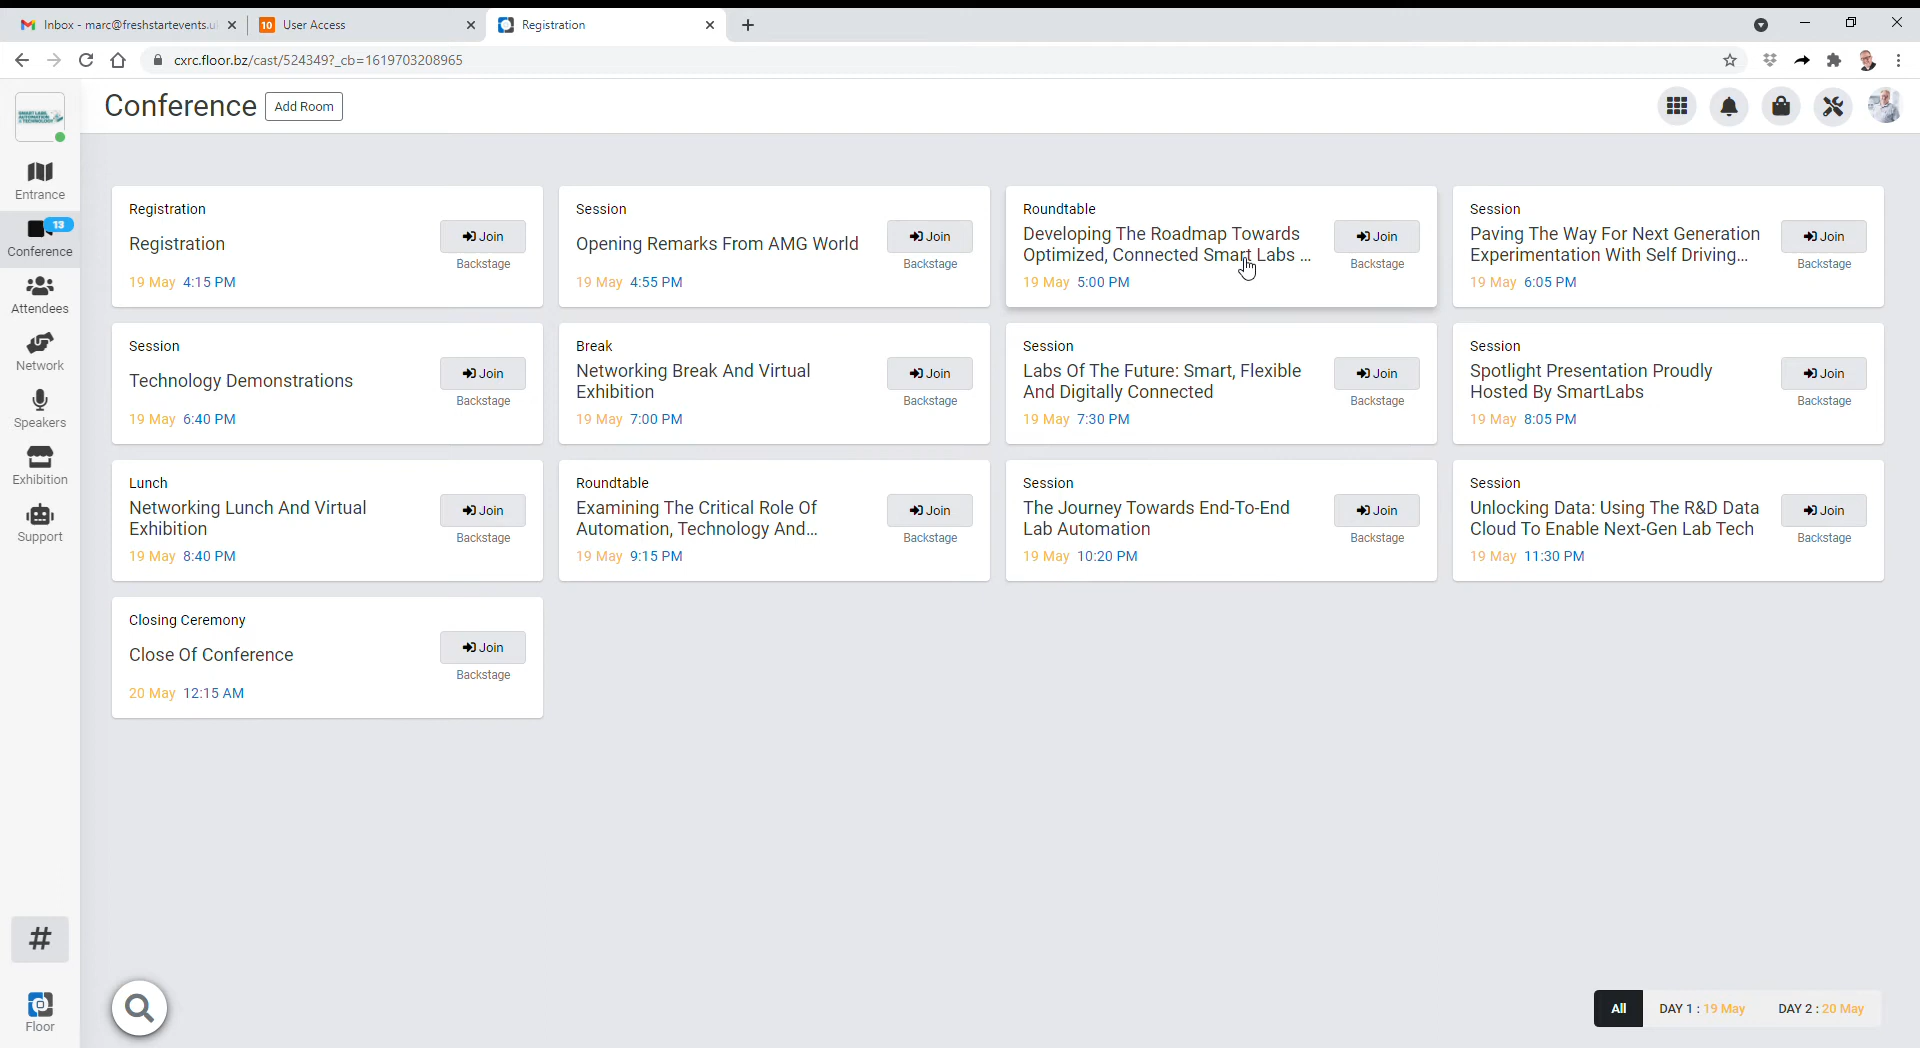 Inbox - marc@freshstartevents.u
User Access
Registration
cxrc.floor.bz/cast/524349?_cb=1619703208965
Conference
Add Room
SMART LABS, AUTOMATION & TECHNOLOGY
Entrance
13
Conference
Attendees
Network
Speakers
Exhibition
Support
#
Floor
Registration
Registration
19 May 4:15 PM
Join
Backstage
Session
Opening Remarks From AMG World
19 May 4:55 PM
Join
Backstage
Roundtable
Developing The Roadmap Towards
Optimized, Connected Smart Labs ...
19 May 5:00 PM
Join
Backstage
Session
Paving The Way For Next Generation
Experimentation With Self Driving...
19 May 6:05 PM
Join
Backstage
Session
Technology Demonstrations
19 May 6:40 PM
Join
Backstage
Break
Networking Break And Virtual
Exhibition
19 May 7:00 PM
Join
Backstage
Session
Labs Of The Future: Smart, Flexible
And Digitally Connected
19 May 7:30 PM
Join
Backstage
Session
Spotlight Presentation Proudly
Hosted By SmartLabs
19 May 8:05 PM
Join
Backstage
Lunch
Networking Lunch And Virtual
Exhibition
19 May 8:40 PM
Join
Backstage
Roundtable
Examining The Critical Role Of
Automation, Technology And...
19 May 9:15 PM
Join
Backstage
Session
The Journey Towards End-To-End
Lab Automation
19 May 10:20 PM
Join
Backstage
Session
Unlocking Data: Using The R&D Data
Cloud To Enable Next-Gen Lab Tech
19 May 11:30 PM
Join
Backstage
Closing Ceremony
Close Of Conference
20 May 12:15 AM
Join
Backstage
All
DAY 1 : 19 May
DAY 2 : 20 May